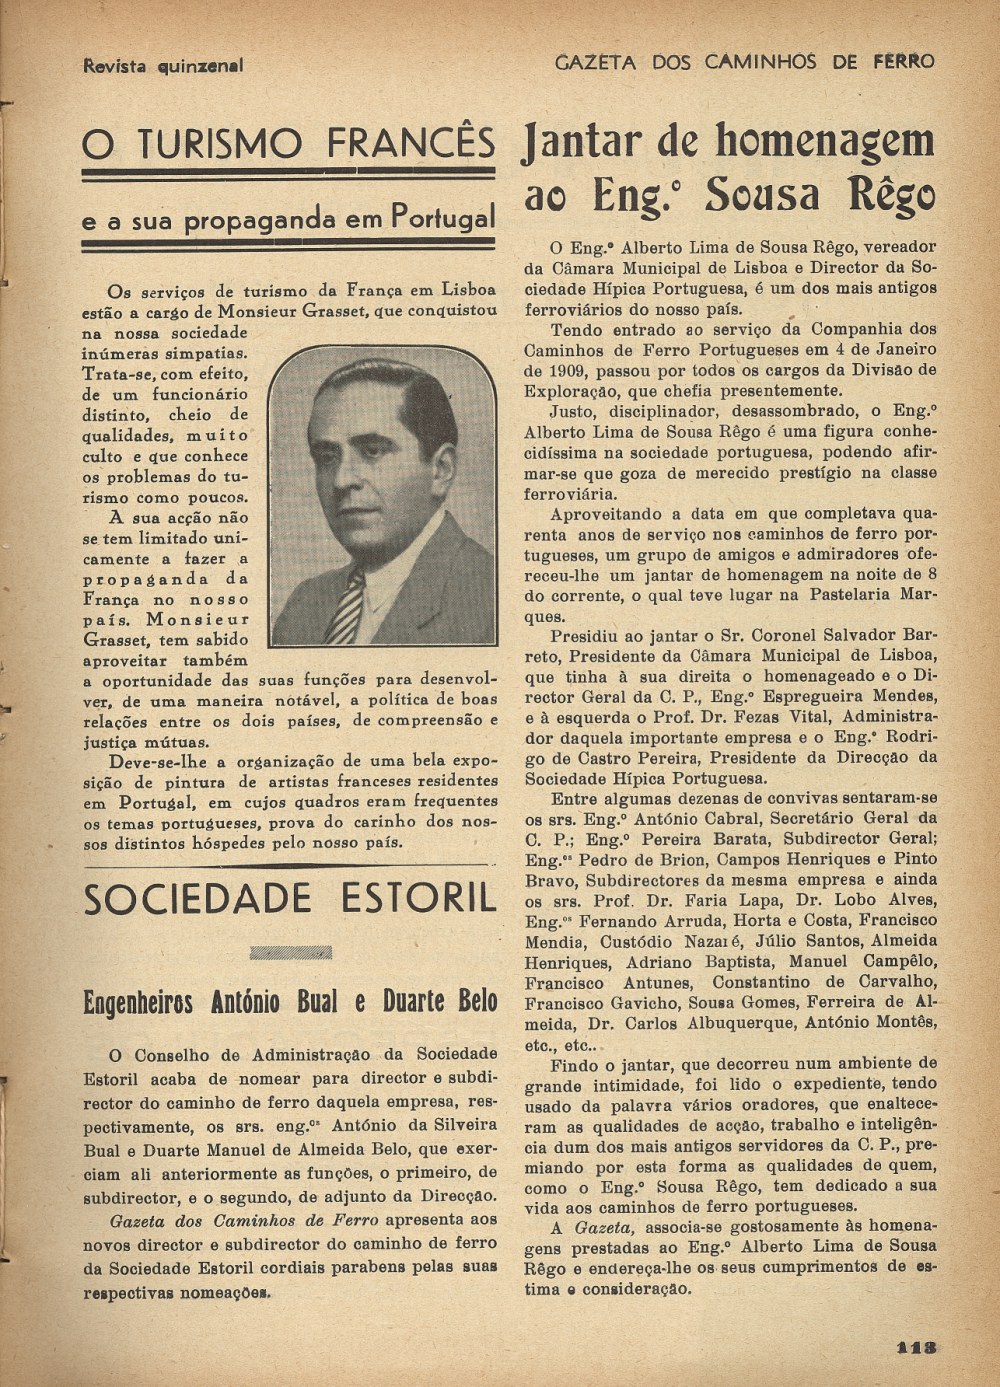 Revista quinzenal
GAZETA DOS CAMINHOS DE FERRO
O TURISMO FRANCÊS
e a sua propaganda em Portugal
Os serviços de turismo da França em Lisboa
estão a cargo de Monsieur Grasset, que conquistou
na nossa sociedade
inúmeras simpatias.
Trata-se, com efeito,
de um funcionário
distinto, cheio de
qualidades, muito
culto e que conhece
os problemas do tu-
rismo como poucos.
A sua acção não
se tem limitado uni-
camente a fazer a
propaganda da
França no nosso
país. Monsieur
Grasset, tem sabido
aproveitar também
a oportunidade das suas funções para desenvol-
ver, de uma maneira notável, a política de boas
relações entre os dois países, de compreensão e
justiça mútuas.
Deve-se-lhe a organização de uma bela expo-
sição de pintura de artistas franceses residentes
em Portugal, em cujos quadros eram frequentes
os temas portugueses, prova do carinho dos nos-
sos distintos hóspedes pelo nosso país.
SOCIEDADE ESTORIL
Engenheiros António Bual e Duarte Belo
O Conselho de Administração da Sociedade
Estoril acaba de nomear para director e subdi-
rector do caminho de ferro daquela empresa, res-
pectivamente, os srs. eng.ºˢ António da Silveira
Bual e Duarte Manuel de Almeida Belo, que exer-
ciam ali anteriormente as funções, o primeiro, de
subdirector, e o segundo, de adjunto da Direcção.
Gazeta dos Caminhos de Ferro apresenta aos
novos director e subdirector do caminho de ferro
da Sociedade Estoril cordiais parabens pelas suas
respectivas nomeações.
Jantar de homenagem
ao Eng.º Sousa Rêgo
O Eng.º Alberto Lima de Sousa Rêgo, vereador
da Câmara Municipal de Lisboa e Director da So-
ciedade Hípica Portuguesa, é um dos mais antigos
ferroviários do nosso país.
Tendo entrado ao serviço da Companhia dos
Caminhos de Ferro Portugueses em 4 de Janeiro
de 1909, passou por todos os cargos da Divisão de
Exploração, que chefia presentemente.
Justo, disciplinador, desassombrado, o Eng.º
Alberto Lima de Sousa Rêgo é uma figura conhe-
cidíssima na sociedade portuguesa, podendo afir-
mar-se que goza de merecido prestígio na classe
ferroviária.
Aproveitando a data em que completava qua-
renta anos de serviço nos caminhos de ferro por-
tugueses, um grupo de amigos e admiradores ofe-
receu-lhe um jantar de homenagem na noite de 8
do corrente, o qual teve lugar na Pastelaria Mar-
ques.
Presidiu ao jantar o Sr. Coronel Salvador Bar-
reto, Presidente da Câmara Municipal de Lisboa,
que tinha à sua direita o homenageado e o Di-
rector Geral da C. P., Eng.º Espregueira Mendes,
e à esquerda o Prof. Dr. Fezas Vital, Administra-
dor daquela importante empresa e o Eng.º Rodri-
go de Castro Pereira, Presidente da Direcção da
Sociedade Hípica Portuguesa.
Entre algumas dezenas de convivas sentaram-se
os srs. Eng.º António Cabral, Secretário Geral da
C. P.; Eng.º Pereira Barata, Subdirector Geral;
Eng.ºˢ Pedro de Brion, Campos Henriques e Pinto
Bravo, Subdirectores da mesma empresa e ainda
os srs. Prof. Dr. Faria Lapa, Dr. Lobo Alves,
Eng.ºˢ Fernando Arruda, Horta e Costa, Francisco
Mendia, Custódio Nazaré, Júlio Santos, Almeida
Henriques, Adriano Baptista, Manuel Campêlo,
Francisco Antunes, Constantino de Carvalho,
Francisco Gavicho, Sousa Gomes, Ferreira de Al-
meida, Dr. Carlos Albuquerque, António Montês,
etc., etc..
Findo o jantar, que decorreu num ambiente de
grande intimidade, foi lido o expediente, tendo
usado da palavra vários oradores, que enaltece-
ram as qualidades de acção, trabalho e inteligên-
cia dum dos mais antigos servidores da C. P., pre-
miando por esta forma as qualidades de quem,
como o Eng.º Sousa Rêgo, tem dedicado a sua
vida aos caminhos de ferro portugueses.
A Gazeta, associa-se gostosamente às homena-
gens prestadas ao Eng.º Alberto Lima de Sousa
Rêgo e endereça-lhe os seus cumprimentos de es-
tima e consideração.
113